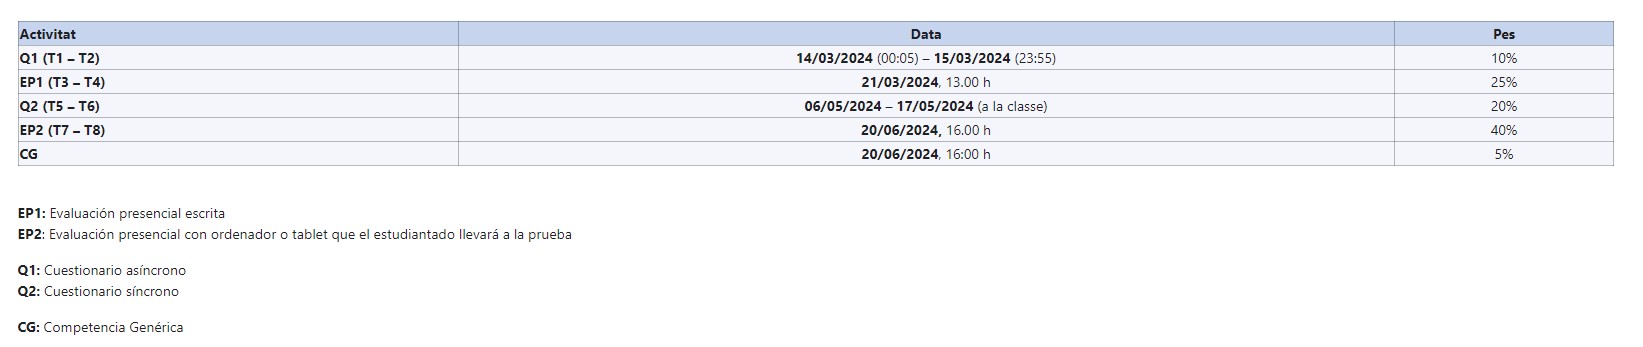 Activitat Data Pes
Q1 (T1 – T2) 14/03/2024 (00:05) – 15/03/2024 (23:55) 10%
EP1 (T3 – T4) 21/03/2024, 13.00 h 25%
Q2 (T5 – T6) 06/05/2024 – 17/05/2024 (a la classe) 20%
EP2 (T7 – T8) 20/06/2024, 16.00 h 40%
CG 20/06/2024, 16:00 h 5%
EP1: Evaluación presencial escrita
EP2: Evaluación presencial con ordenador o tablet que el estudiantado llevará a la prueba
Q1: Cuestionario asíncrono
Q2: Cuestionario síncrono
CG: Competencia Genérica